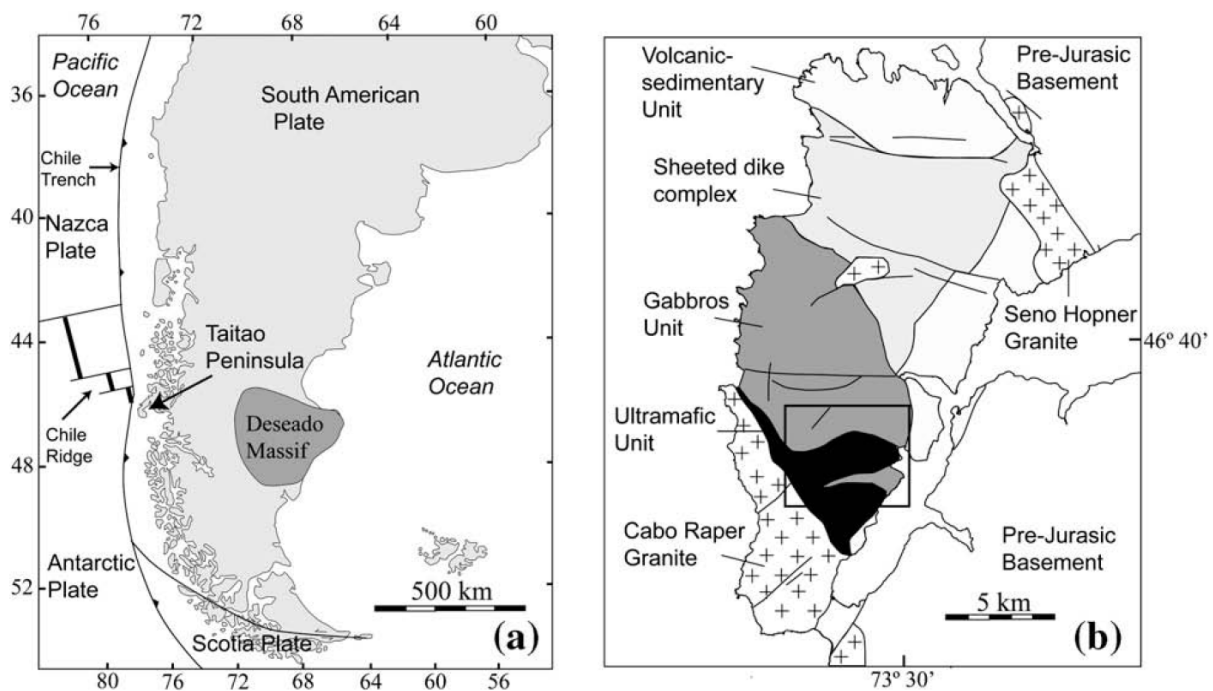 76 72 68 64 60
Pacific
Ocean
36
South American
Plate
Chile
Trench
40
Nazca
Plate
44
Taitao
Peninsula
Atlantic
Ocean
Chile
Ridge
Deseado
Massif
48
Antarctic
Plate
52
500 km
Scotia Plate
(a)
80 76 72 68 64 60 56
Volcanic-
sedimentary
Unit
Pre-Jurasic
Basement
Sheeted dike
complex
Gabbros
Unit
Seno Hopner
Granite
46º 40'
Ultramafic
Unit
Cabo Raper
Granite
Pre-Jurasic
Basement
5 km
(b)
73º 30'